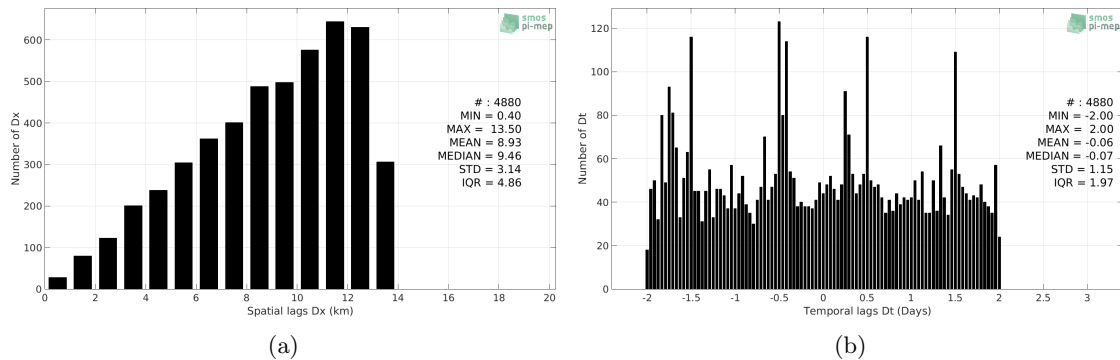 smos
pi-mep
600
500
400
300
200
100
0
Number of Dx
# : 4880
MIN = 0.40
MAX = 13.50
MEAN = 8.93
MEDIAN = 9.46
STD = 3.14
IQR = 4.86
0 2 4 6 8 10 12 14 16 18 20
Spatial lags Dx (km)
(a)
smos
pi-mep
120
100
80
60
40
20
0
Number of Dt
# : 4880
MIN = -2.00
MAX = 2.00
MEAN = -0.06
MEDIAN = -0.07
STD = 1.15
IQR = 1.97
-2 -1.5 -1 -0.5 0 0.5 1 1.5 2 2.5 3
Temporal lags Dt (Days)
(b)